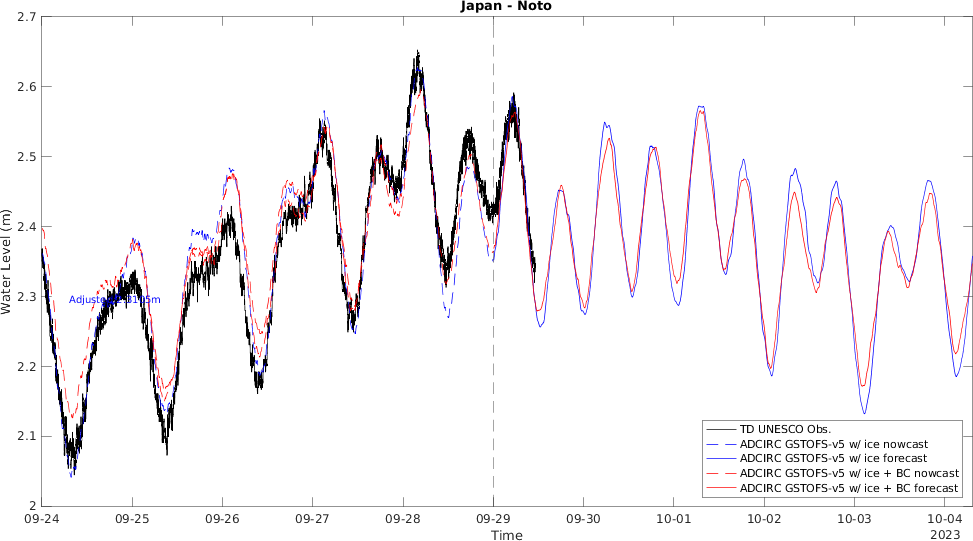 Japan - Noto
2.7
2.6
2.5
2.4
2.3
2.2
2.1
2
Water Level (m)
09-24
09-25
09-26
09-27
09-28
09-29
09-30
10-01
10-02
10-03
10-04
2023
Time
TD UNESCO Obs.
ADCIRC GSTOFS-v5 w/ ice nowcast
ADCIRC GSTOFS-v5 w/ ice forecast
ADCIRC GSTOFS-v5 w/ ice + BC nowcast
ADCIRC GSTOFS-v5 w/ ice + BC forecast